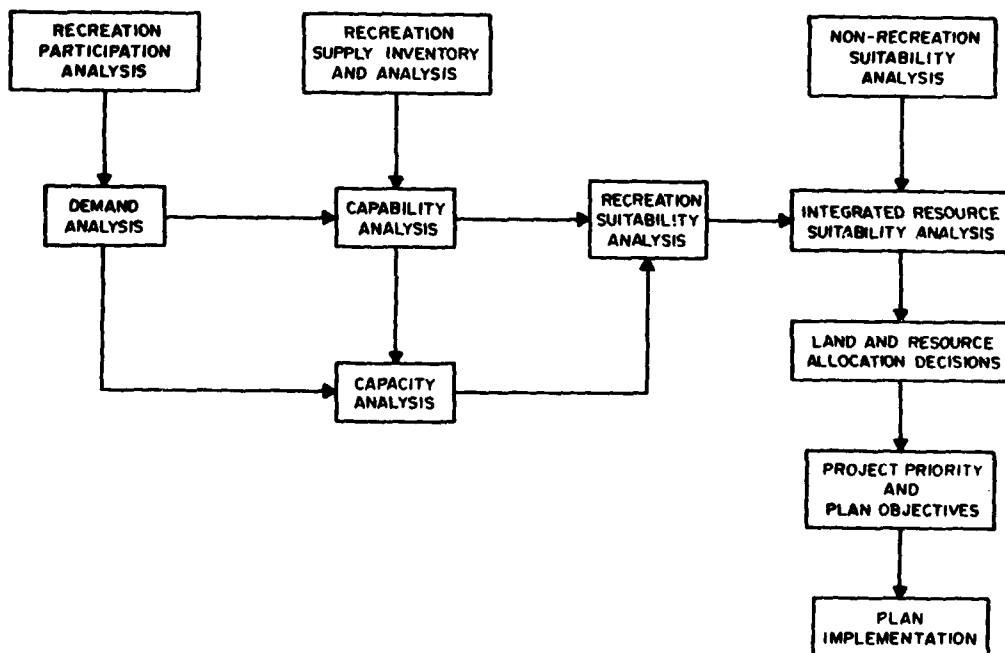 RECREATION
PARTICIPATION
ANALYSIS
RECREATION
SUPPLY INVENTORY
AND ANALYSIS
NON-RECREATION
SUITABILITY
ANALYSIS
DEMAND
ANALYSIS
CAPABILITY
ANALYSIS
RECREATION
SUITABILITY
ANALYSIS
INTEGRATED RESOURCE
SUITABILITY ANALYSIS
LAND AND RESOURCE
ALLOCATION DECISIONS
CAPACITY
ANALYSIS
PROJECT PRIORITY
AND
PLAN OBJECTIVES
PLAN
IMPLEMENTATION